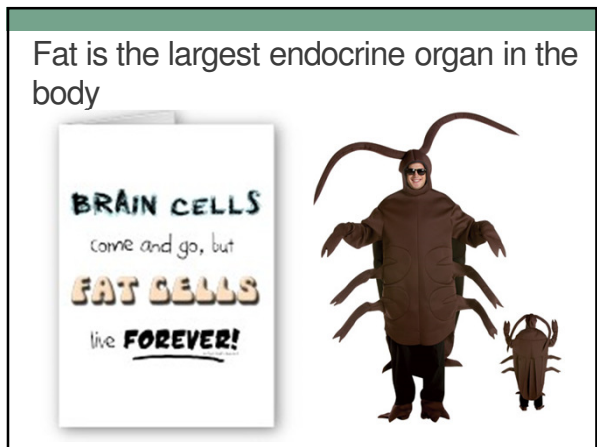 Fat is the largest endocrine organ in the
body
BRAIN CELLS
come and go, but
FAT CELLS
live FOREVER!